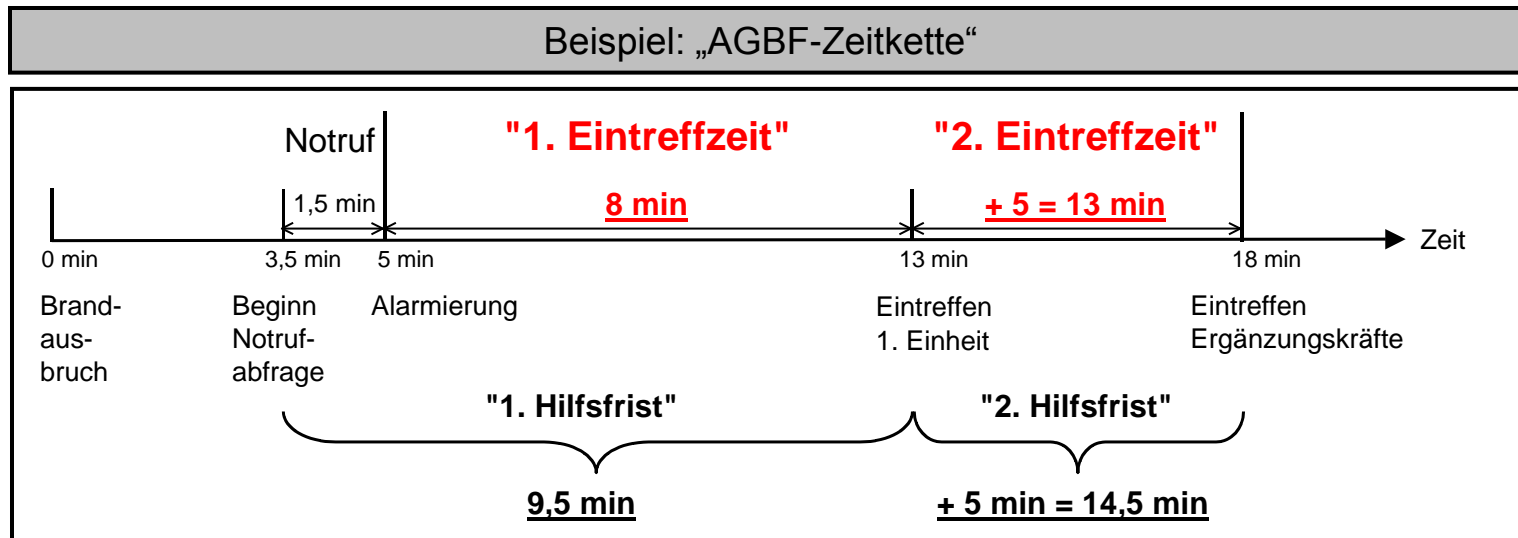 Beispiel: „AGBF-Zeitkette“
Notruf
"1. Eintreffzeit"
"2. Eintreffzeit"
1,5 min
8 min
+ 5 = 13 min
Zeit
0 min
3,5 min
5 min
13 min
18 min
Brand-
aus-
bruch
Beginn
Notruf-
abfrage
Alarmierung
Eintreffen
1. Einheit
Eintreffen
Ergänzungskräfte
"1. Hilfsfrist"
"2. Hilfsfrist"
9,5 min
+ 5 min = 14,5 min